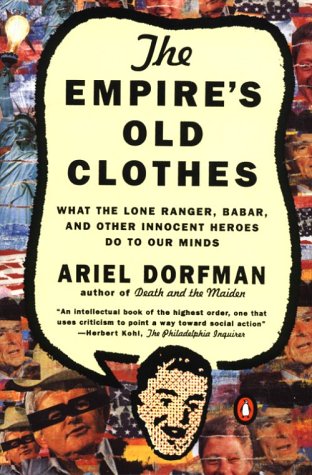 The
EMPIRE'S
OLD
CLOTHES
WHAT THE LONE RANGER, BABAR,
AND OTHER INNOCENT HEROES
DO TO OUR MINDS
ARIEL DORFMAN
author of Death and the Maiden
"An intellectual book of the highest order, one that
uses criticism to point a way toward social action"
—Herbert Kohl, The Philadelphia Inquirer